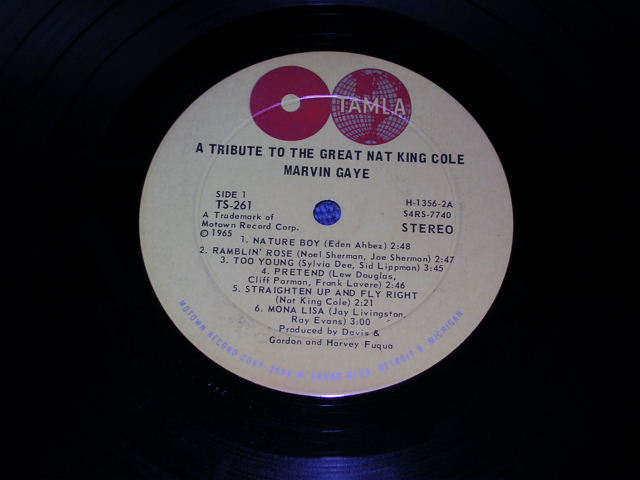 TAMLA
A TRIBUTE TO THE GREAT NAT KING COLE
MARVIN GAYE
SIDE 1
TS-261
A Trademark of
Motown Record Corp.
©1965
H-1356-2A
S4RS-7740
STEREO
1. NATURE BOY (Eden Ahbez) 2:48
2. RAMBLIN' ROSE (Noel Sherman, Joe Sherman) 2:47
3. TOO YOUNG (Sylvia Dee, Sid Lippman) 3:45
4. PRETEND (Lew Douglas,
Cliff Parman, Frank Lavere) 2:46
5. STRAIGHTEN UP AND FLY RIGHT
(Nat King Cole) 2:21
6. MONA LISA (Jay Livingston,
Ray Evans) 3:00
Produced by Davis &
Gordon and Harvey Fuqua
MOTOWN RECORD CORP. 2648 W. GRAND BLVD. DETROIT 8, MICHIGAN